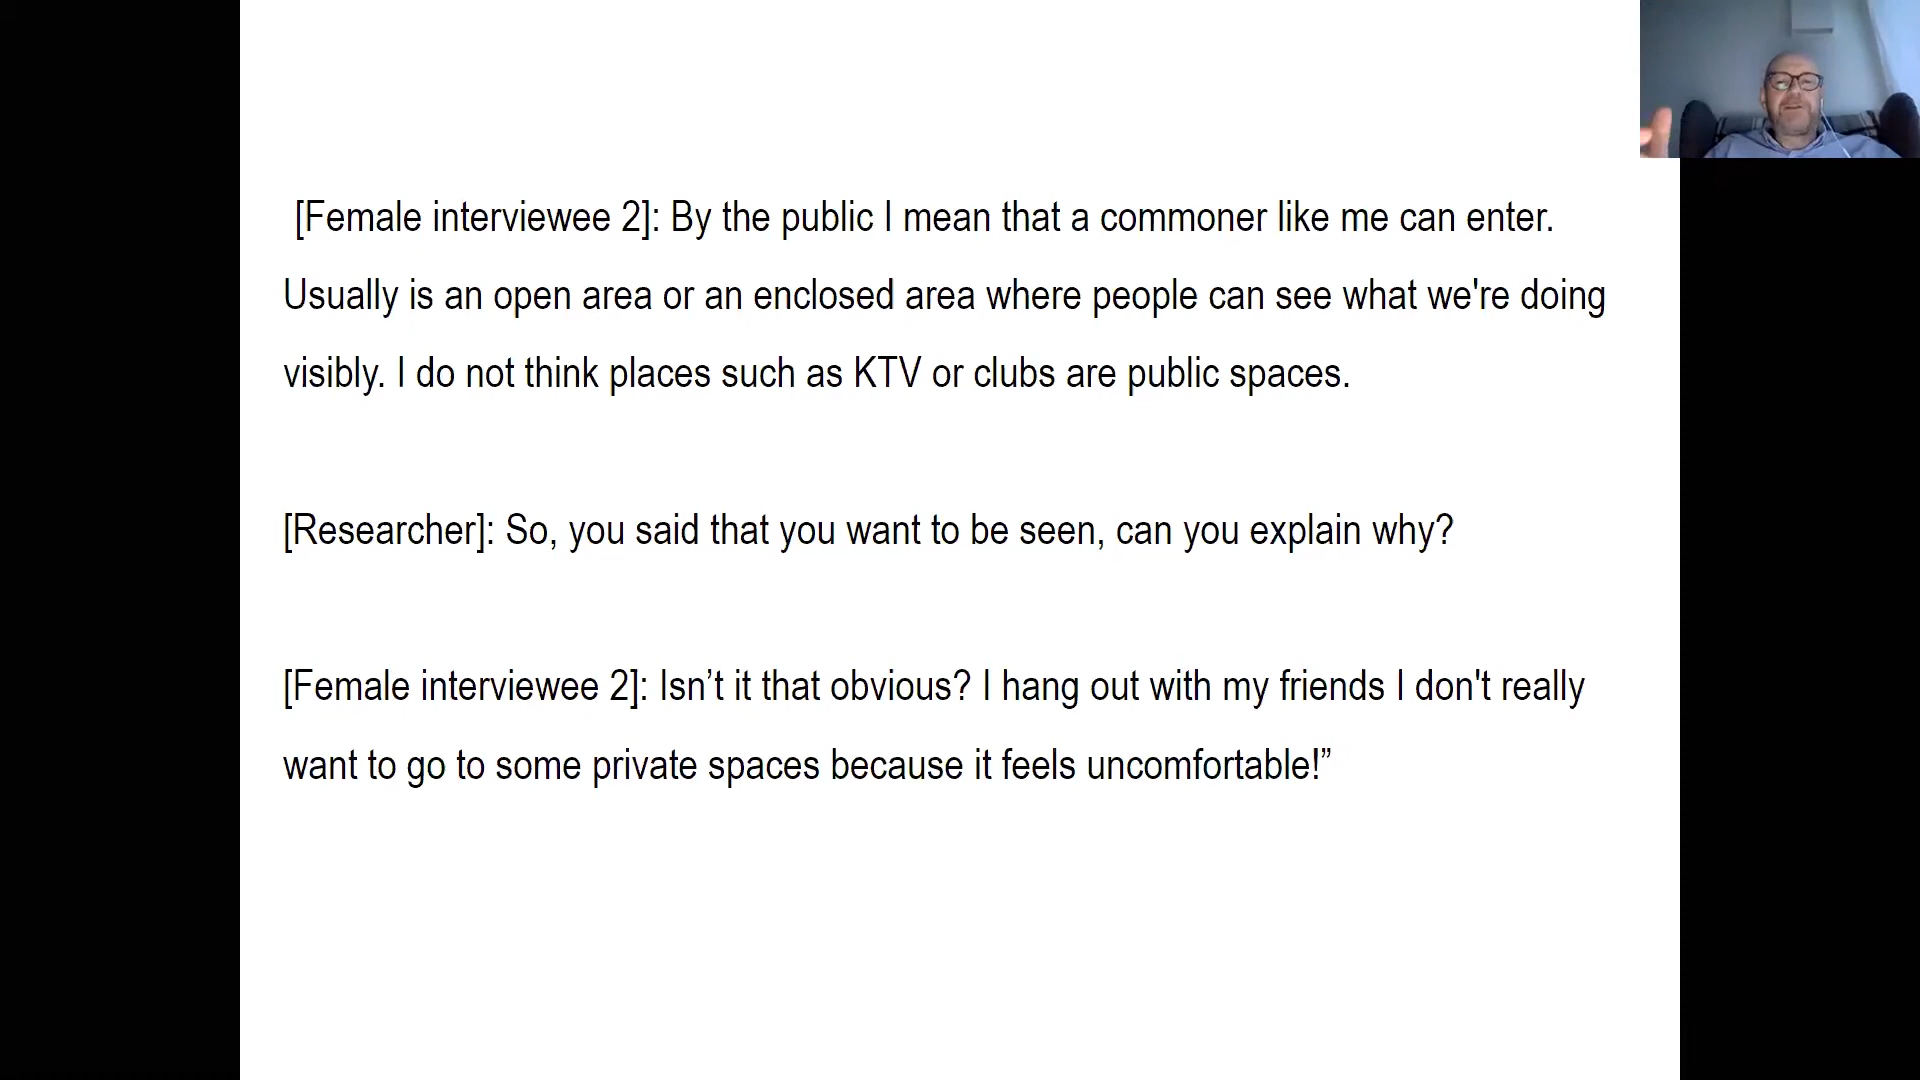 [Female interviewee 2]: By the public I mean that a commoner like me can enter.
Usually is an open area or an enclosed area where people can see what we're doing
visibly. I do not think places such as KTV or clubs are public spaces.
[Researcher]: So, you said that you want to be seen, can you explain why?
[Female interviewee 2]: Isn’t it that obvious? I hang out with my friends I don't really
want to go to some private spaces because it feels uncomfortable!”